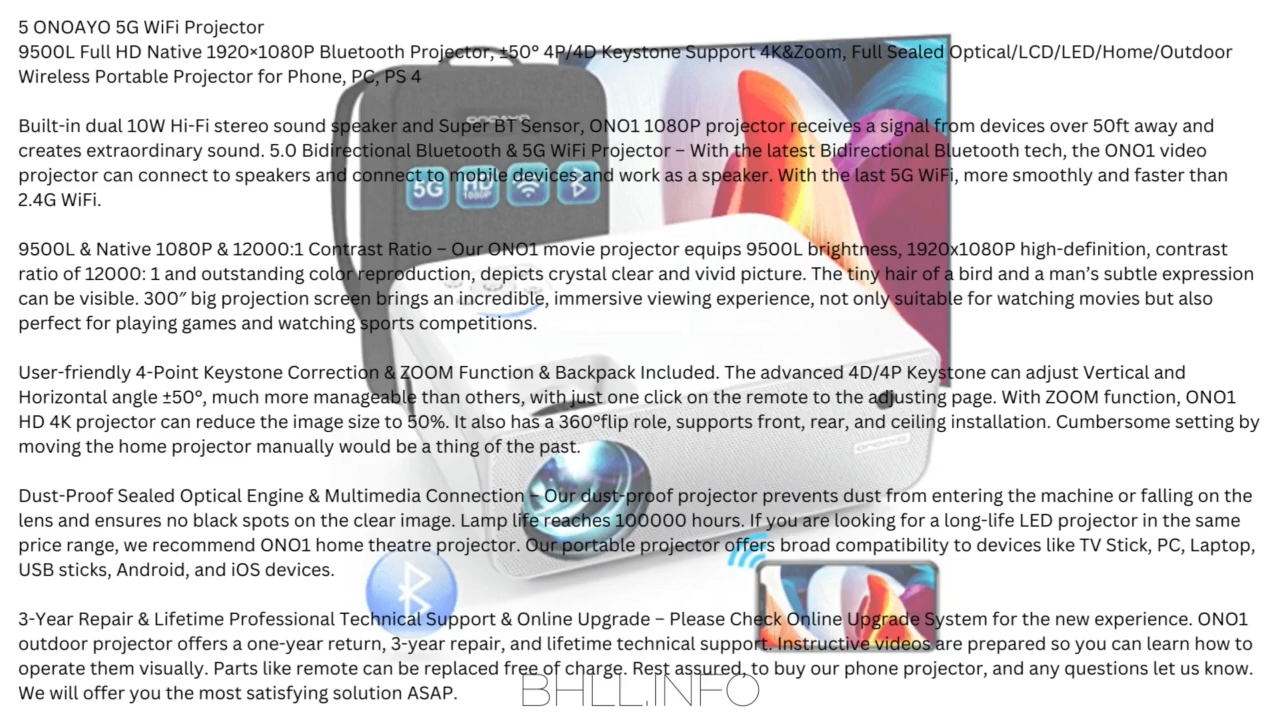 5 ONOAYO 5G WiFi Projector
9500L Full HD Native 1920×1080P Bluetooth Projector, ±50° 4P/4D Keystone Support 4K&Zoom, Full Sealed Optical/LCD/LED/Home/Outdoor
Wireless Portable Projector for Phone, PC, PS 4
ONOAYO
Built-in dual 10W Hi-Fi stereo sound speaker and Super BT Sensor, ONO1 1080P projector receives a signal from devices over 50ft away and
creates extraordinary sound. 5.0 Bidirectional Bluetooth & 5G WiFi Projector – With the latest Bidirectional Bluetooth tech, the ONO1 video
projector can connect to speakers and connect to mobile devices and work as a speaker. With the last 5G WiFi, more smoothly and faster than
5G HD 1080P
2.4G WiFi.
9500L & Native 1080P & 12000:1 Contrast Ratio – Our ONO1 movie projector equips 9500L brightness, 1920x1080P high-definition, contrast
ratio of 12000: 1 and outstanding color reproduction, depicts crystal clear and vivid picture. The tiny hair of a bird and a man’s subtle expression
can be visible. 300″ big projection screen brings an incredible, immersive viewing experience, not only suitable for watching movies but also
perfect for playing games and watching sports competitions.
User-friendly 4-Point Keystone Correction & ZOOM Function & Backpack Included. The advanced 4D/4P Keystone can adjust Vertical and
Horizontal angle ±50°, much more manageable than others, with just one click on the remote to the adjusting page. With ZOOM function, ONO1
HD 4K projector can reduce the image size to 50%. It also has a 360°flip role, supports front, rear, and ceiling installation. Cumbersome setting by
moving the home projector manually would be a thing of the past.
ONOAYO
Dust-Proof Sealed Optical Engine & Multimedia Connection – Our dust-proof projector prevents dust from entering the machine or falling on the
lens and ensures no black spots on the clear image. Lamp life reaches 100000 hours. If you are looking for a long-life LED projector in the same
price range, we recommend ONO1 home theatre projector. Our portable projector offers broad compatibility to devices like TV Stick, PC, Laptop,
USB sticks, Android, and iOS devices.
3-Year Repair & Lifetime Professional Technical Support & Online Upgrade – Please Check Online Upgrade System for the new experience. ONO1
outdoor projector offers a one-year return, 3-year repair, and lifetime technical support. Instructive videos are prepared so you can learn how to
operate them visually. Parts like remote can be replaced free of charge. Rest assured, to buy our phone projector, and any questions let us know.
We will offer you the most satisfying solution ASAP.
BHLL.INFO